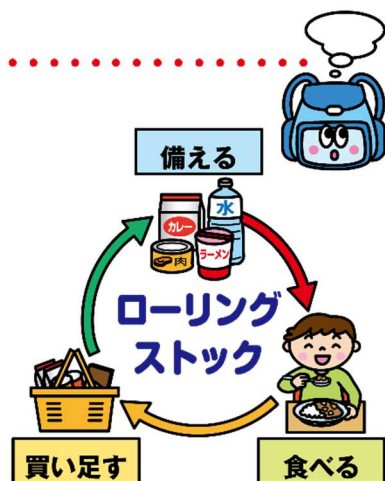 備える
水
カレー
肉
ラーメン
ローリング
ストック
買い足す
食べる